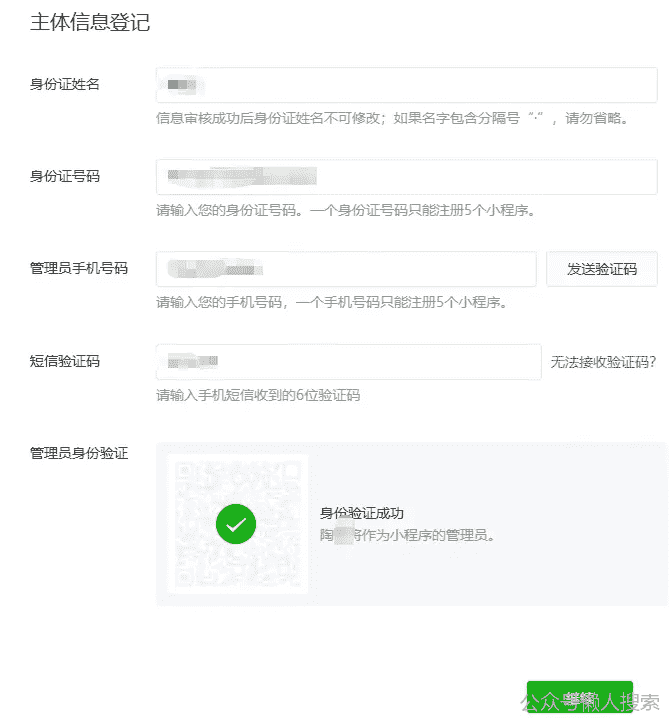 主体信息登记
身份证姓名
信息审核成功后身份证姓名不可修改；如果名字包含分隔号“·”，请勿省略。
身份证号码
请输入您的身份证号码。一个身份证号码只能注册5个小程序。
管理员手机号码
发送验证码
请输入您的手机号码，一个手机号码只能注册5个小程序。
短信验证码
无法接收验证码?
请输入手机短信收到的6位验证码
管理员身份验证
身份验证成功
陶 将作为小程序的管理员。
继续
公众号懒人搜索